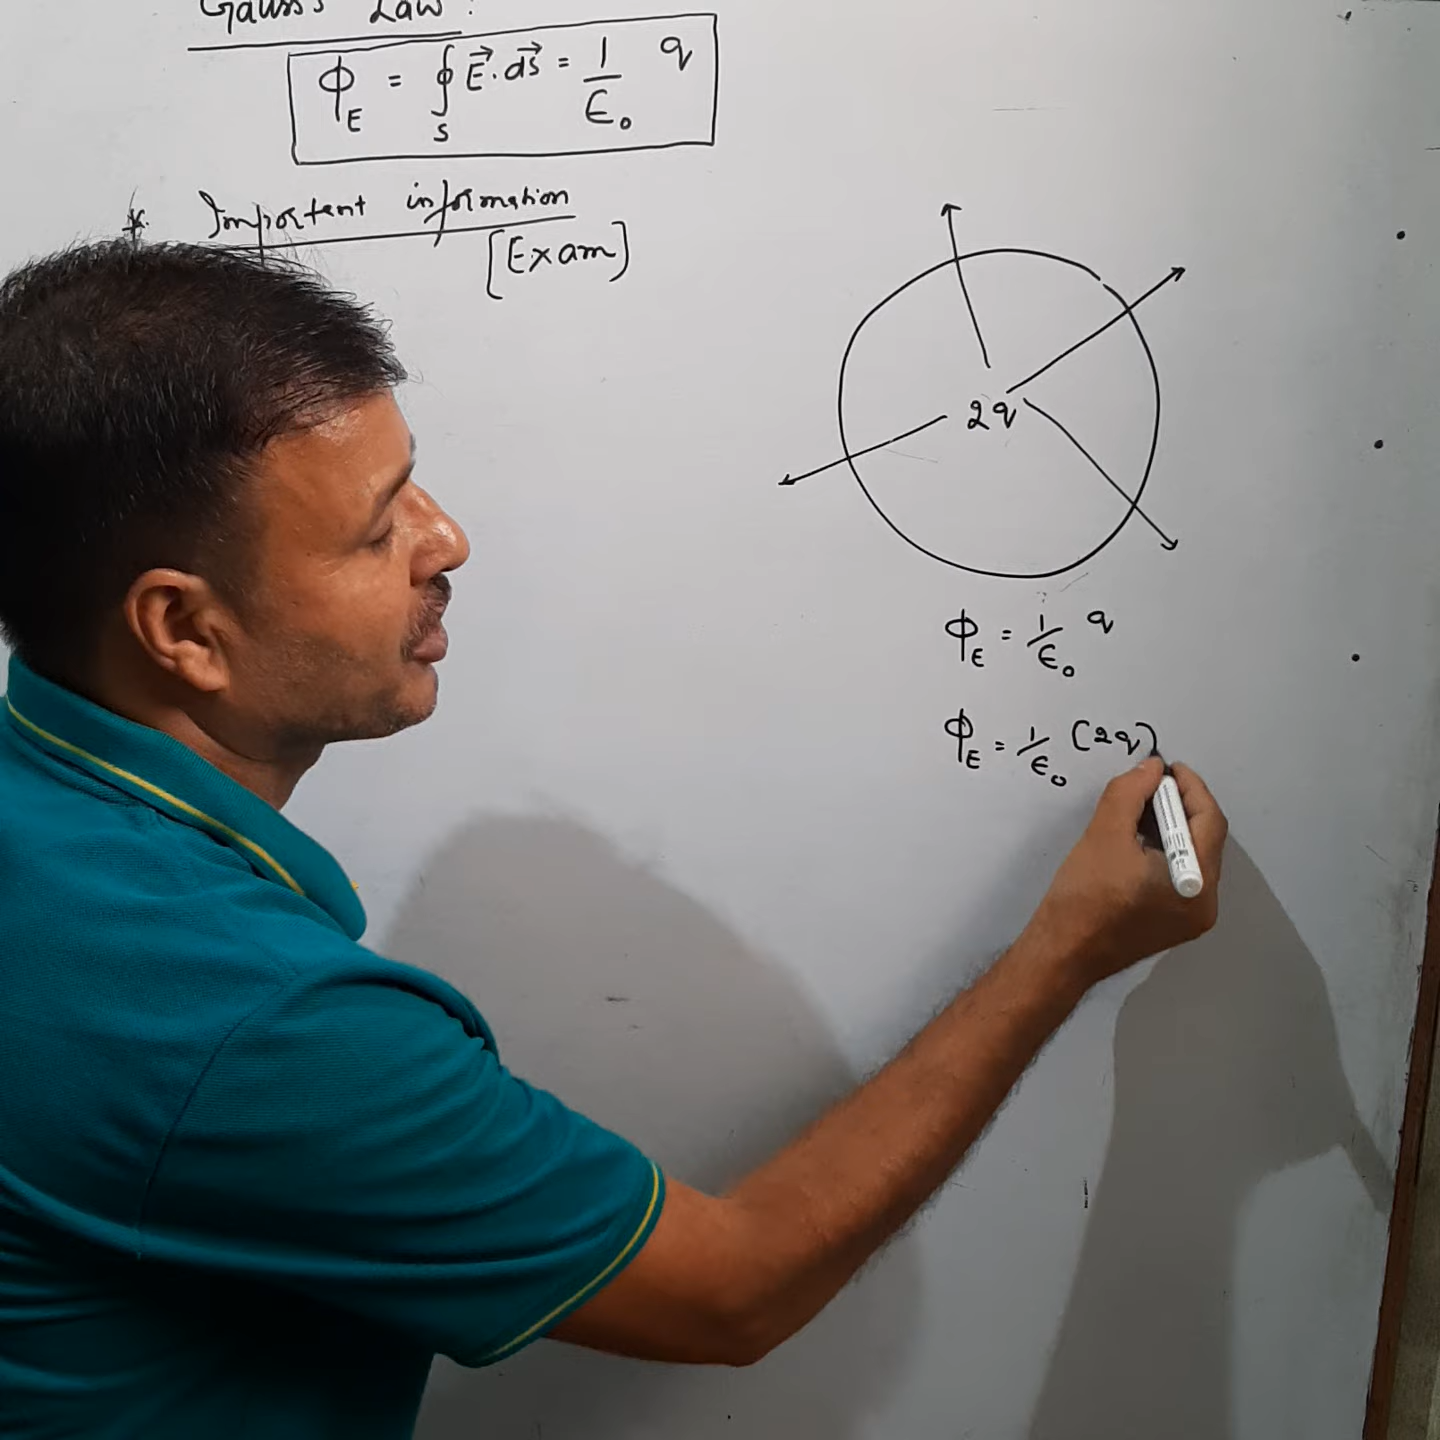 Gauss's Law:
ϕ_E = ∮_S E⃗ . dS⃗ = 1/ϵ₀ q
* Important information
[Exam]
2q
ϕ_E = 1/ϵ₀ q
ϕ_E = 1/ϵ₀ (2q)